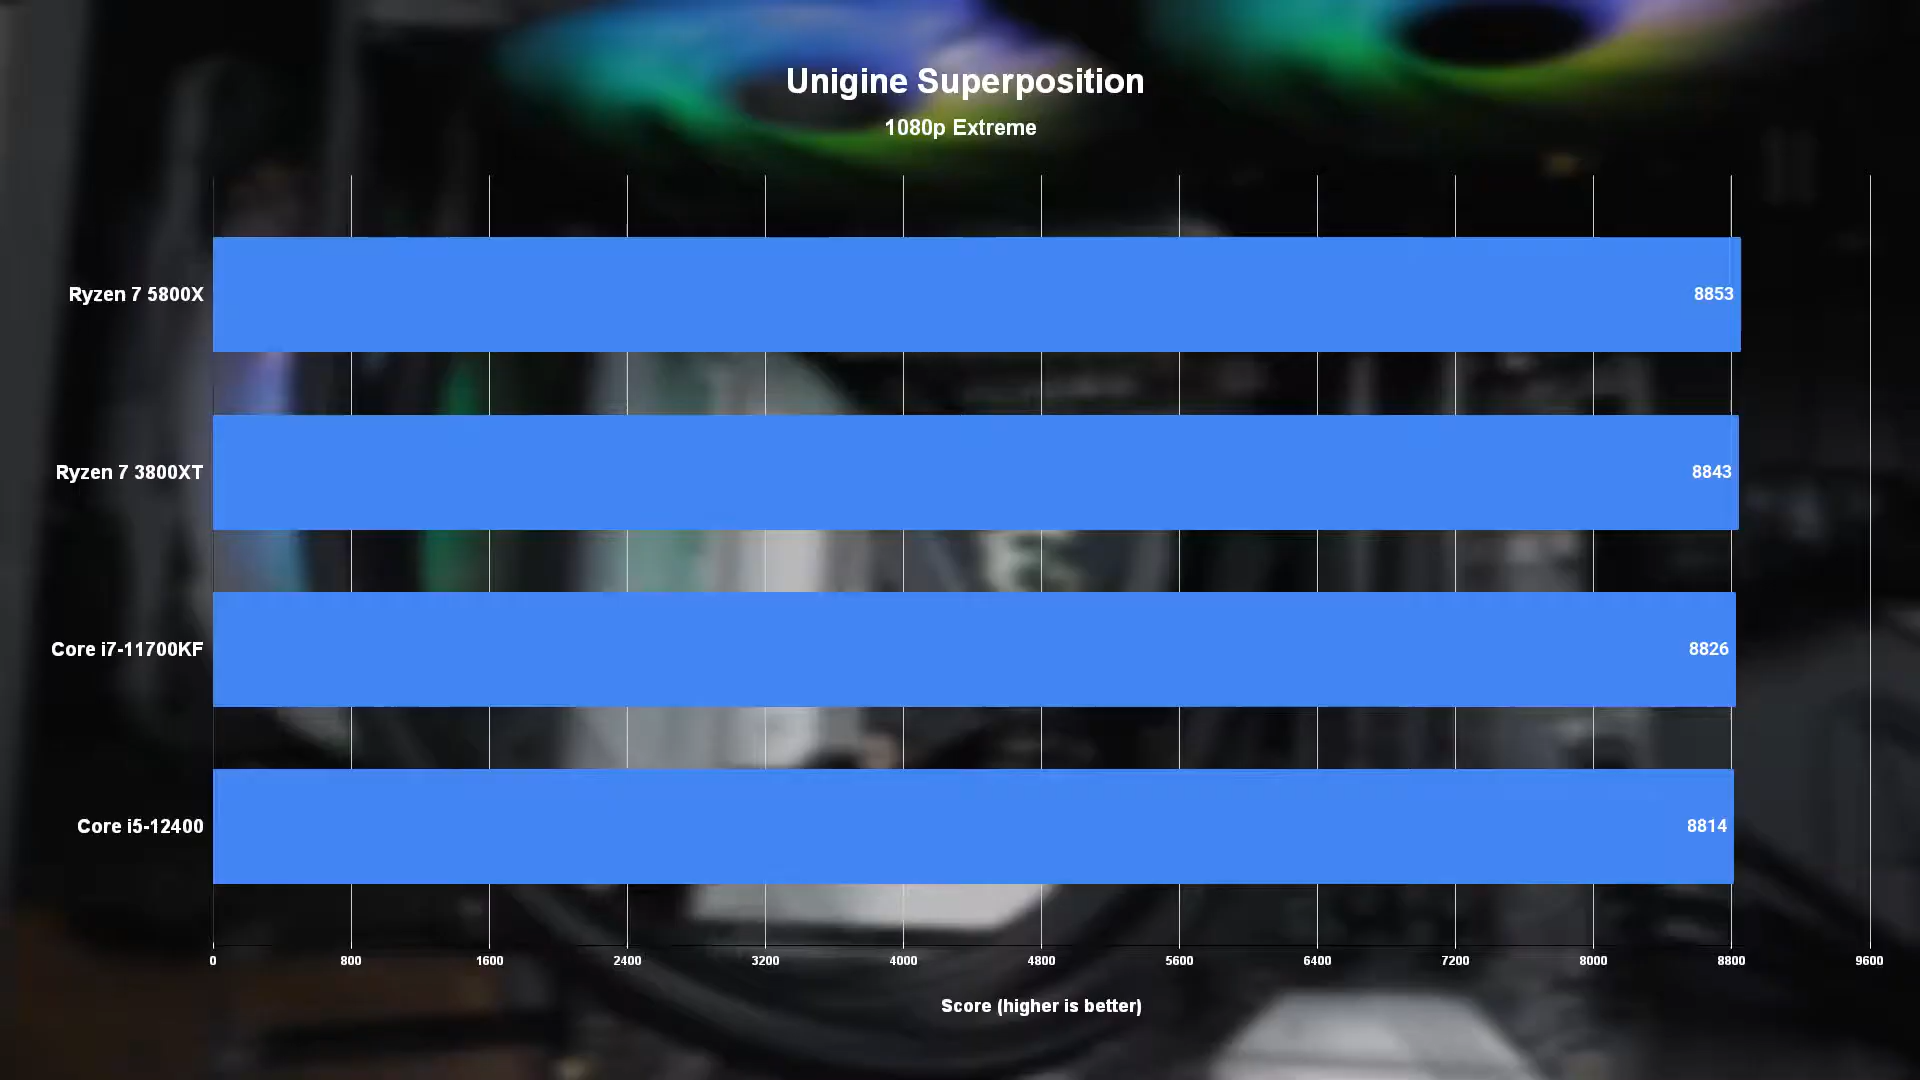 Unigine Superposition
1080p Extreme
Ryzen 7 5800X 8853
Ryzen 7 3800XT 8843
Core i7-11700KF 8826
Core i5-12400 8814
0 800 1600 2400 3200 4000 4800 5600 6400 7200 8000 8800 9600
Score (higher is better)